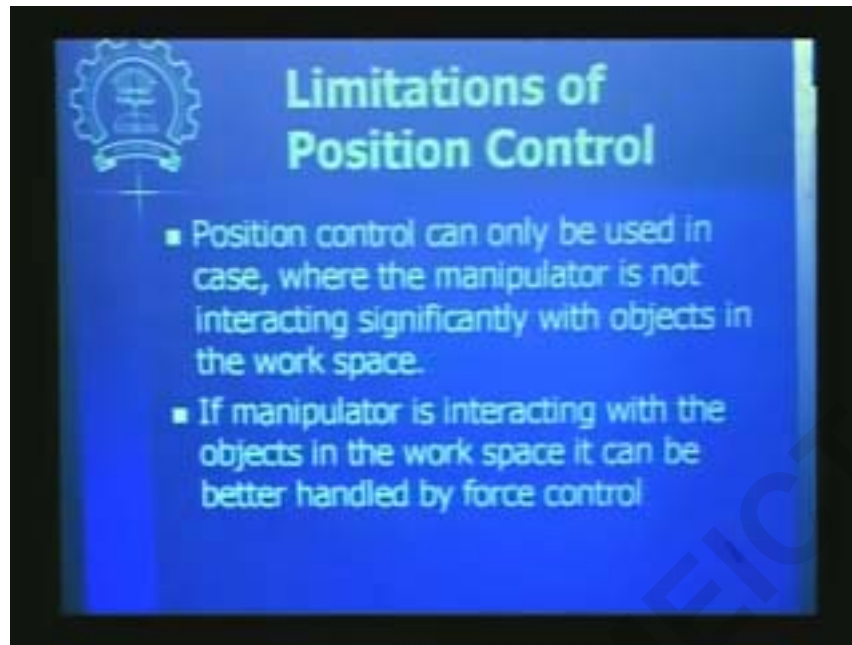 Limitations of
Position Control
▪ Position control can only be used in
case, where the manipulator is not
interacting significantly with objects in
the work space.
▪ If manipulator is interacting with the
objects in the work space it can be
better handled by force control